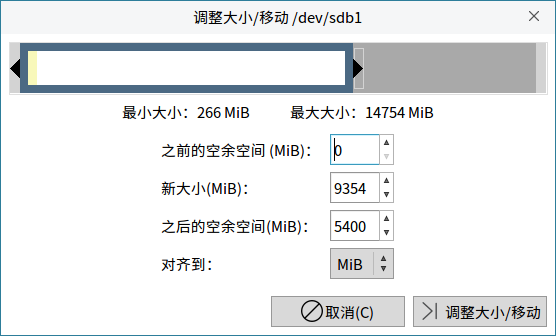 调整大小/移动 /dev/sdb1
最小大小：266 MiB 最大大小：14754 MiB
之前的空余空间 (MiB)： 0
新大小(MiB)： 9354
之后的空余空间(MiB)： 5400
对齐到： MiB
取消(C) 调整大小/移动